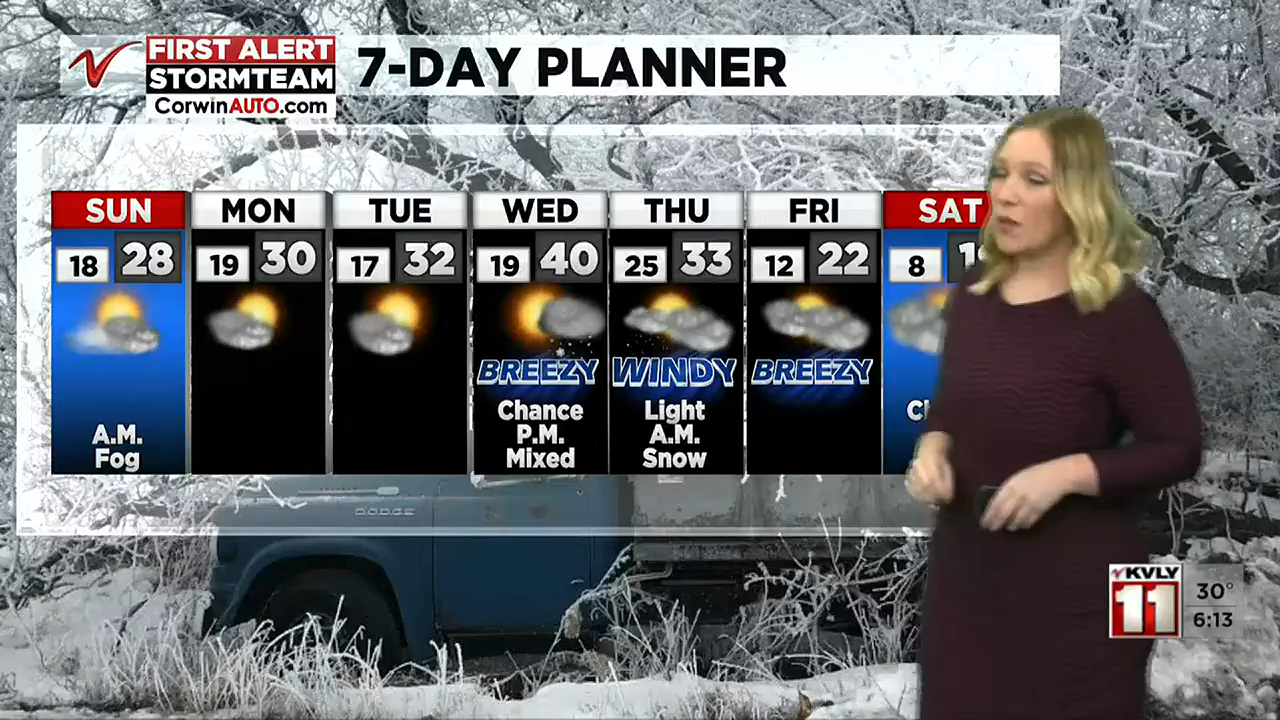 FIRST ALERT
STORMTEAM
CorwinAUTO.com
7-DAY PLANNER
SUN
MON
TUE
WED
THU
FRI
SAT
18 28
19 30
17 32
19 40
25 33
12 22
8
BREEZY
WINDY
BREEZY
A.M.
Fog
Chance
P.M.
Mixed
Light
A.M.
Snow
DODGE
KVLY
11
30°
6:13